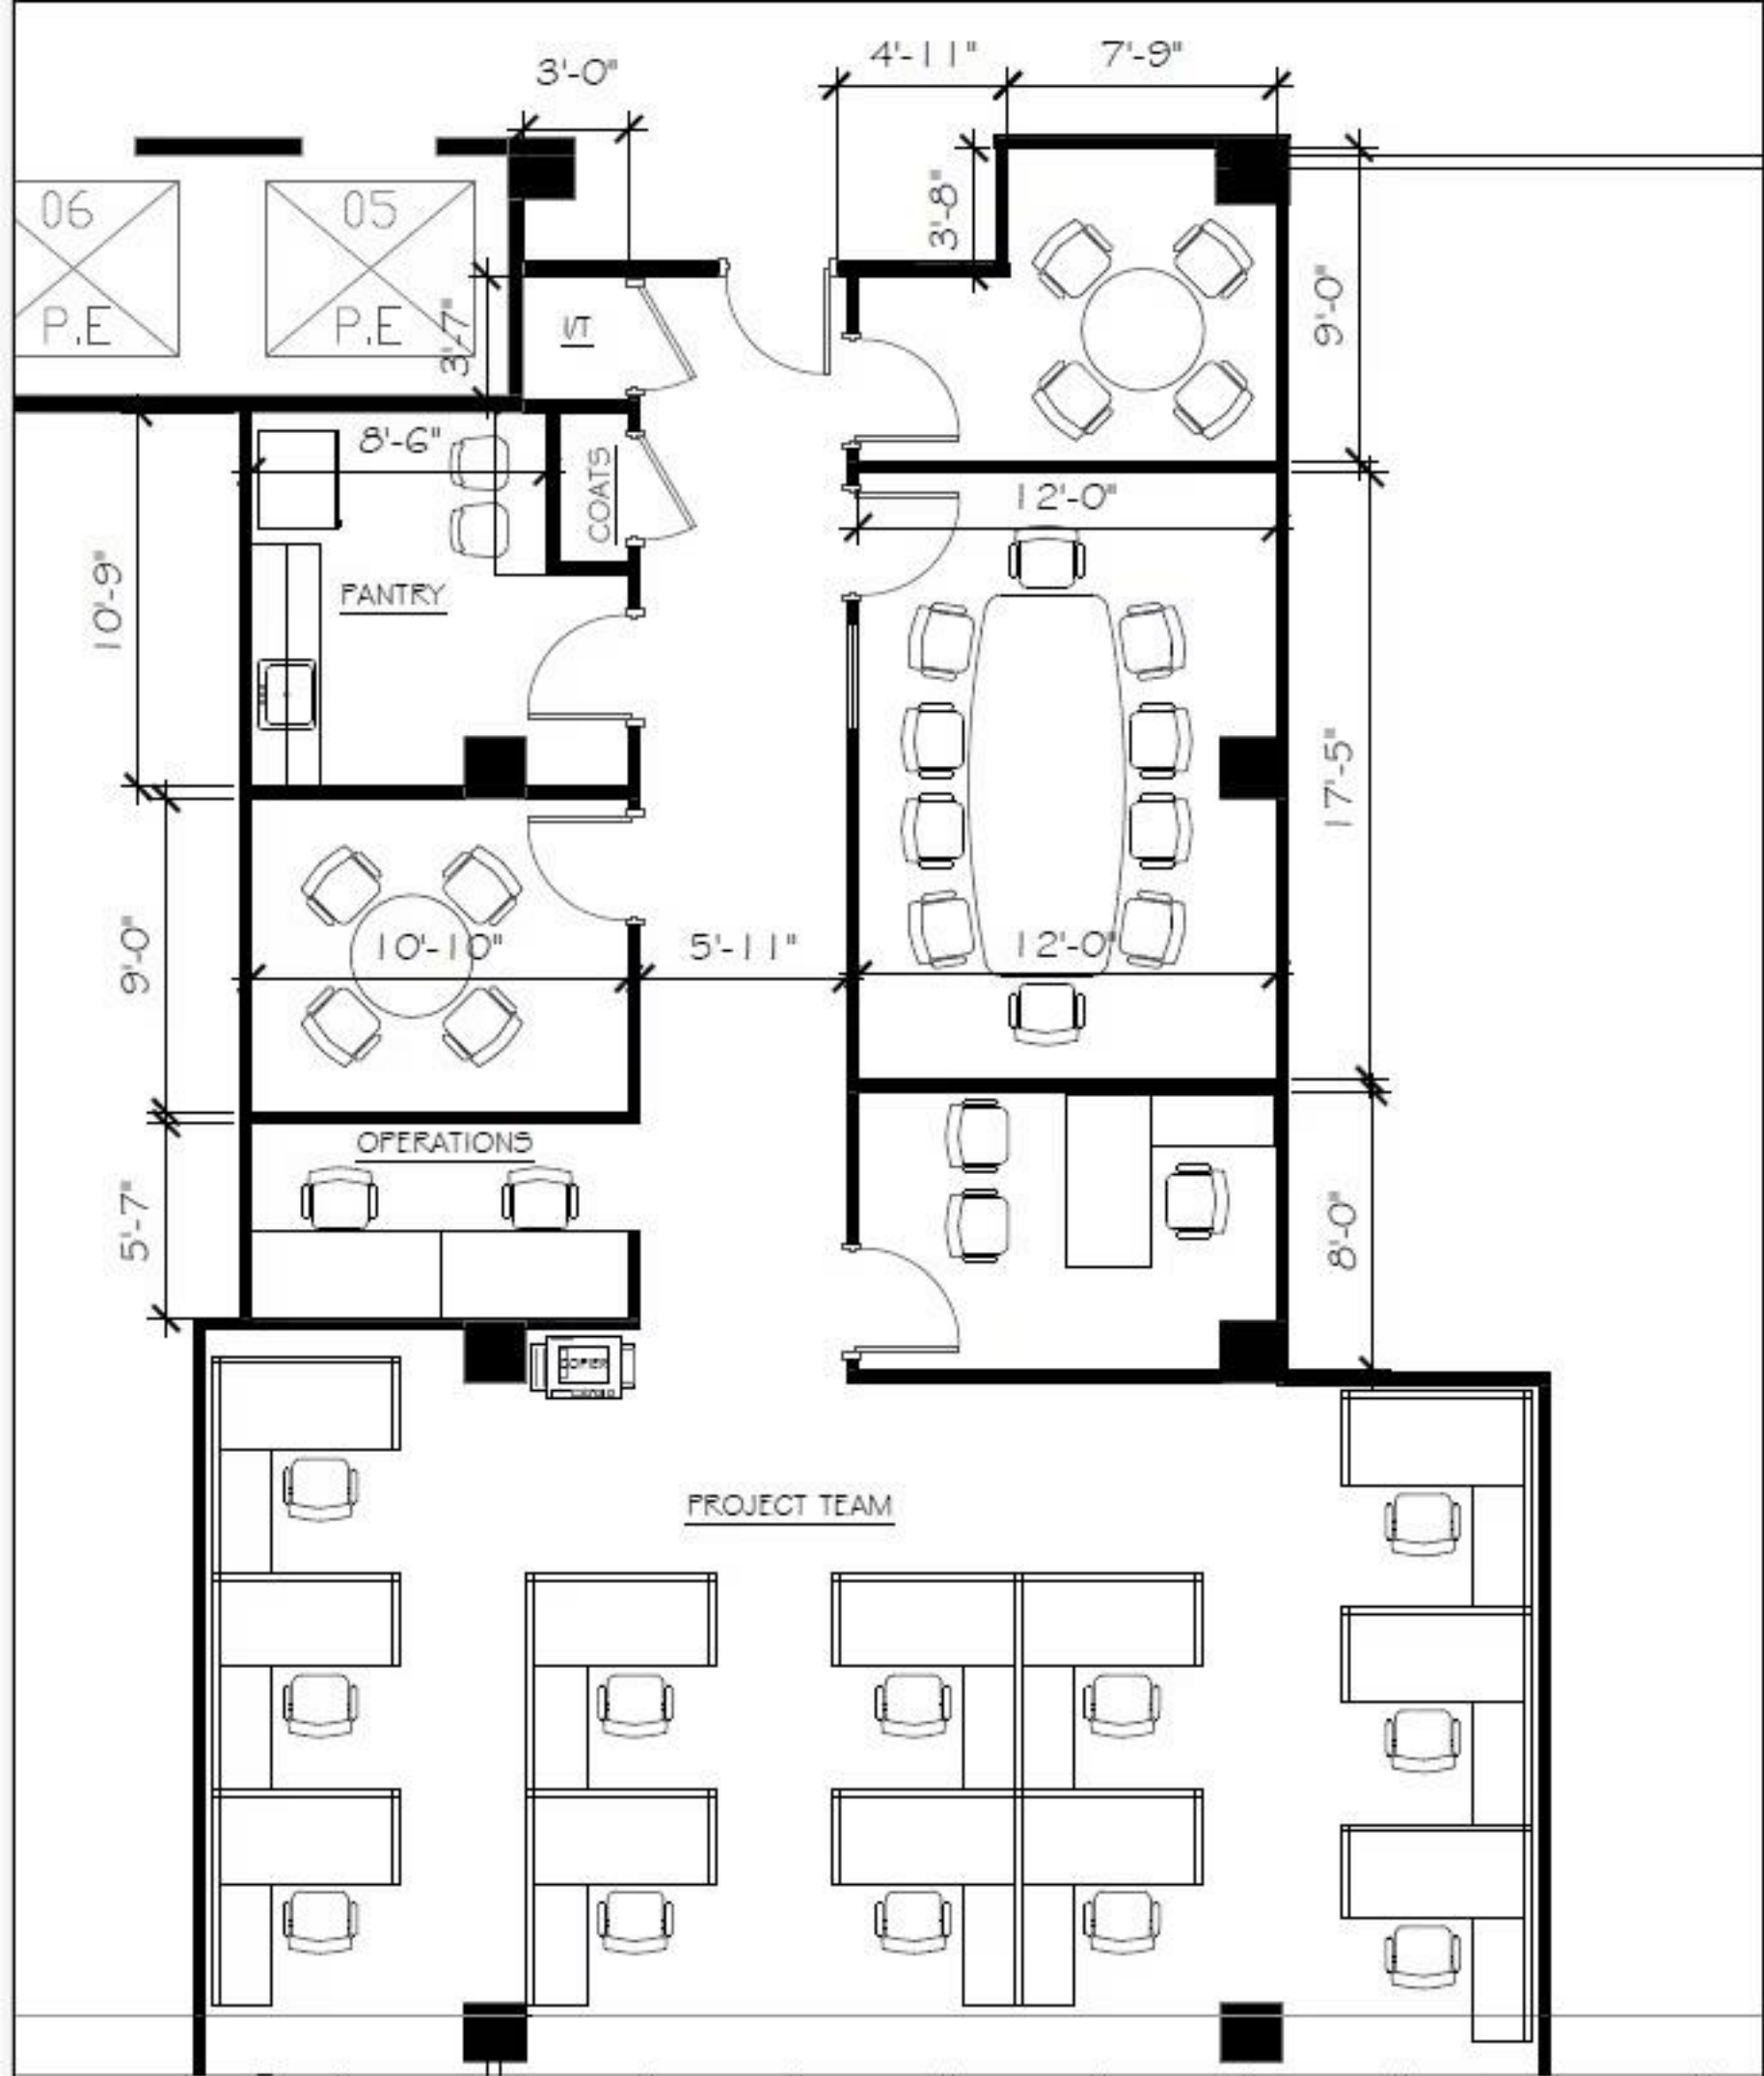 4'-11"
7'-9"
3'-0"
3'-8"
06
05
P.E
P.E
3'-7"
I/T
9'-0"
8'-6"
COATS
12'-0"
10'-9"
PANTRY
17'-5"
9'-0"
10'-10"
5'-11"
12'-0"
OPERATIONS
5'-7"
8'-0"
COPIER
PROJECT TEAM